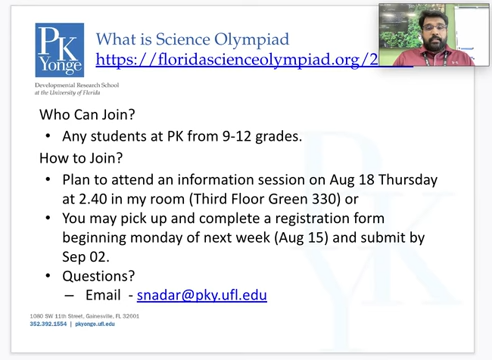 PK
Yonge
Developmental Research School
at the University of Florida
What is Science Olympiad
https://floridascienceolympiad.org/2
Who Can Join?
• Any students at PK from 9-12 grades.
How to Join?
• Plan to attend an information session on Aug 18 Thursday
at 2.40 in my room (Third Floor Green 330) or
• You may pick up and complete a registration form
beginning monday of next week (Aug 15) and submit by
Sep 02.
• Questions?
– Email - snadar@pky.ufl.edu
1080 SW 11th Street, Gainesville, FL 32601
352.392.1554 | pkyonge.ufl.edu